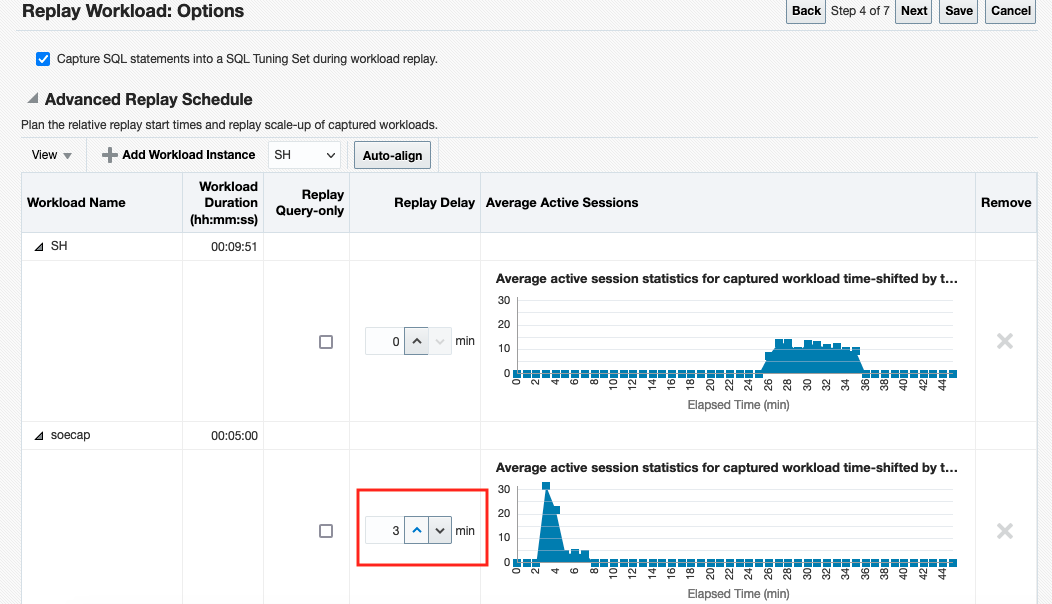 Replay Workload: Options
Back Step 4 of 7 Next Save Cancel
Capture SQL statements into a SQL Tuning Set during workload replay.
Advanced Replay Schedule
Plan the relative replay start times and replay scale-up of captured workloads.
View Add Workload Instance SH Auto-align
Workload Name
Workload
Duration
(hh:mm:ss)
Replay
Query-only
Replay Delay
Average Active Sessions
Remove
SH
00:09:51
0 min
Average active session statistics for captured workload time-shifted by t...
30
20
10
0
0 2 4 6 8 10 12 14 16 18 20 22 24 26 28 30 32 34 36 38 40 42 44
Elapsed Time (min)
soecap
00:05:00
3 min
Average active session statistics for captured workload time-shifted by t...
30
20
10
0
0 2 4 6 8 10 12 14 16 18 20 22 24 26 28 30 32 34 36 38 40 42 44
Elapsed Time (min)